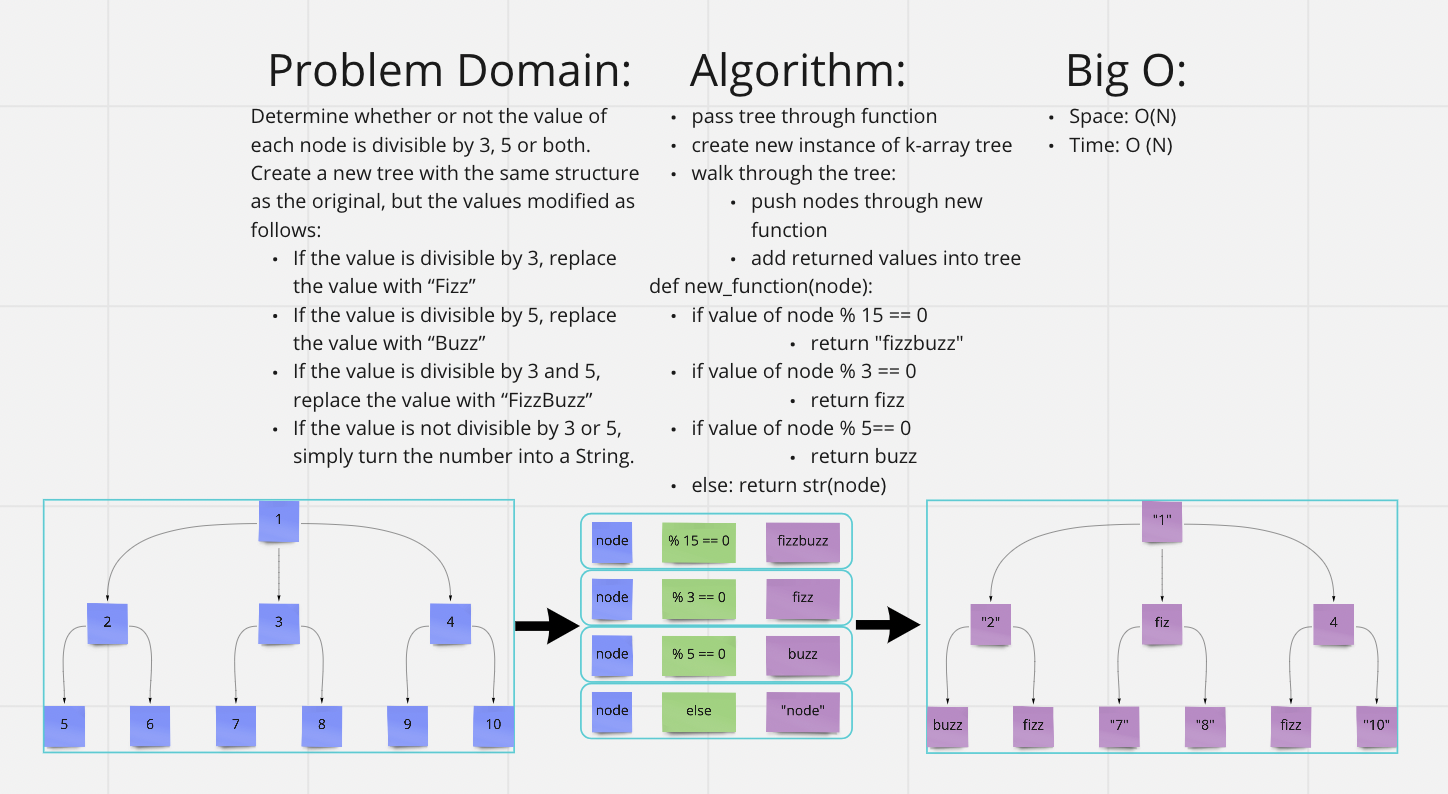 Problem Domain:
Determine whether or not the value of
each node is divisible by 3, 5 or both.
Create a new tree with the same structure
as the original, but the values modified as
follows:
• If the value is divisible by 3, replace
the value with “Fizz”
• If the value is divisible by 5, replace
the value with “Buzz”
• If the value is divisible by 3 and 5,
replace the value with “FizzBuzz”
• If the value is not divisible by 3 or 5,
simply turn the number into a String.
Algorithm:
• pass tree through function
• create new instance of k-array tree
• walk through the tree:
• push nodes through new
function
• add returned values into tree
def new_function(node):
• if value of node % 15 == 0
• return "fizzbuzz"
• if value of node % 3 == 0
• return fizz
• if value of node % 5== 0
• return buzz
• else: return str(node)
Big O:
• Space: O(N)
• Time: O (N)
1
2 3 4
5 6 7 8 9 10
node % 15 == 0 fizzbuzz
node % 3 == 0 fizz
node % 5 == 0 buzz
node else "node"
"1"
"2" fiz 4
buzz fizz "7" "8" fizz "10"